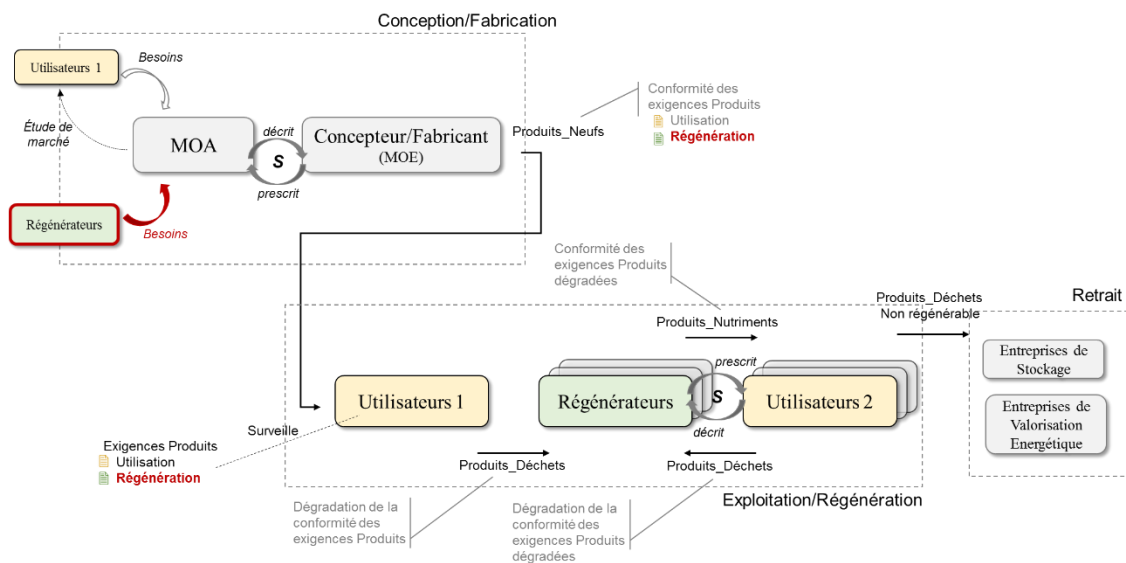 Conception/Fabrication
Utilisateurs 1
Besoins
Étude de
marché
MOA
décrit
S
prescrit
Concepteur/Fabricant
(MOE)
Produits_Neufs
Conformité des
exigences Produits
Utilisation
Régénération
Régénérateurs
Besoins
Conformité des
exigences Produits
dégradées
Produits_Déchets
Non régénérable
Retrait
Produits_Nutriments
Entreprises de
Stockage
Entreprises de
Valorisation
Energétique
Utilisateurs 1
Régénérateurs
prescrit
S
décrit
Utilisateurs 2
Surveille
Exigences Produits
Utilisation
Régénération
Produits_Déchets
Produits_Déchets
Exploitation/Régénération
Dégradation de la
conformité des
exigences Produits
Dégradation de la
conformité des
exigences Produits
dégradées